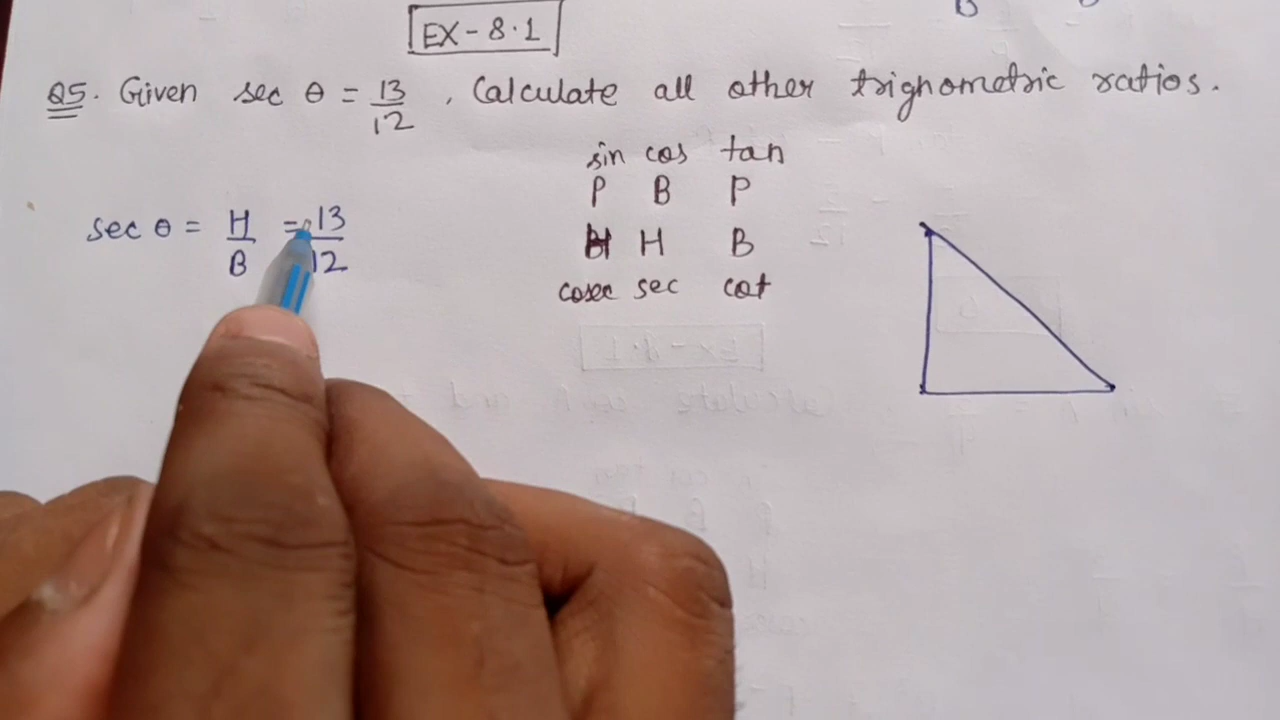 EX - 8.1
Q5. Given sec θ = 13/12, Calculate all other trignometric ratios.
sin cos tan
P B P
H H B
cosec sec cot
sec θ = H/B = 13/12